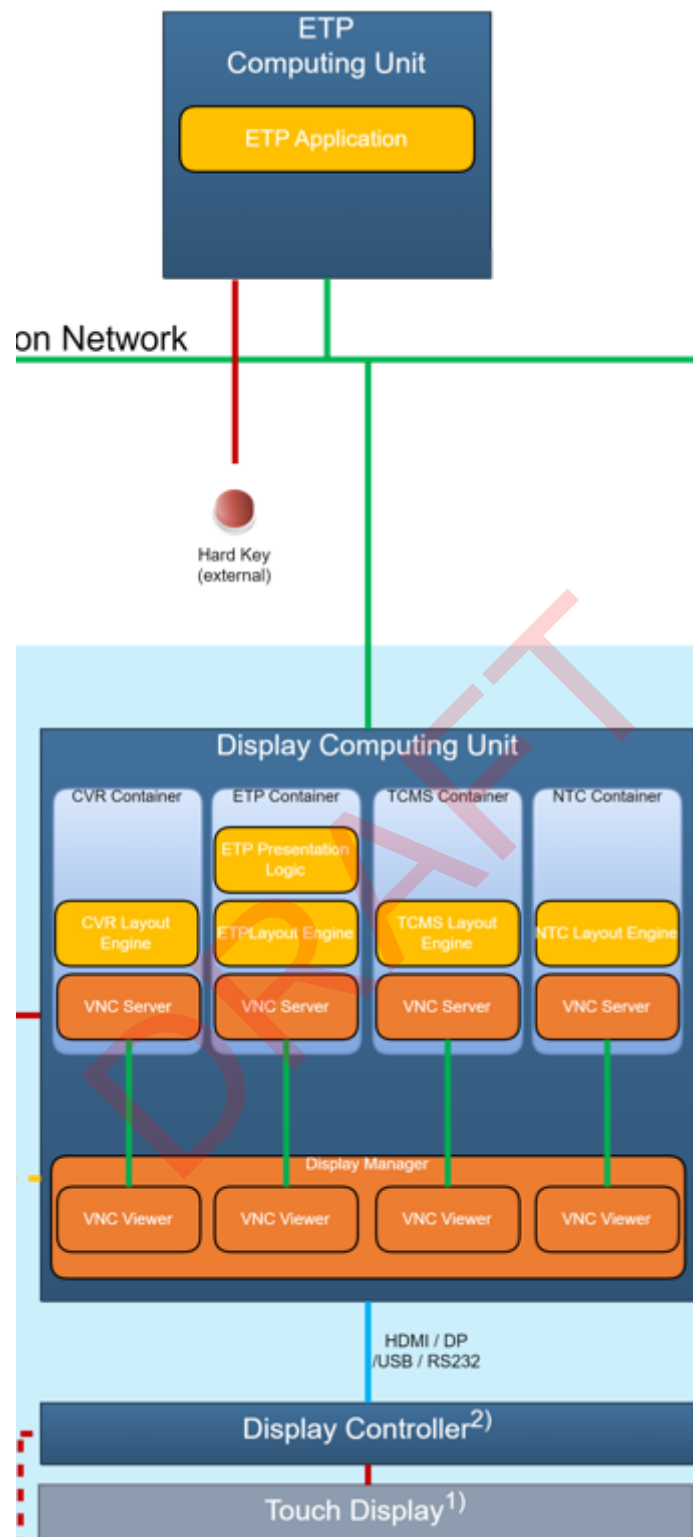 ETP
Computing Unit
ETP Application
on Network
Hard Key
(external)
Display Computing Unit
CVR Container
ETP Container
TCMS Container
NTC Container
ETP Presentation
Logic
CVR Layout
Engine
ETPLayout Engine
TCMS Layout
Engine
NTC Layout Engine
VNC Server
VNC Server
VNC Server
VNC Server
Display Manager
VNC Viewer
VNC Viewer
VNC Viewer
VNC Viewer
HDMI / DP
/USB / RS232
Display Controller2)
Touch Display1)
DRAFT